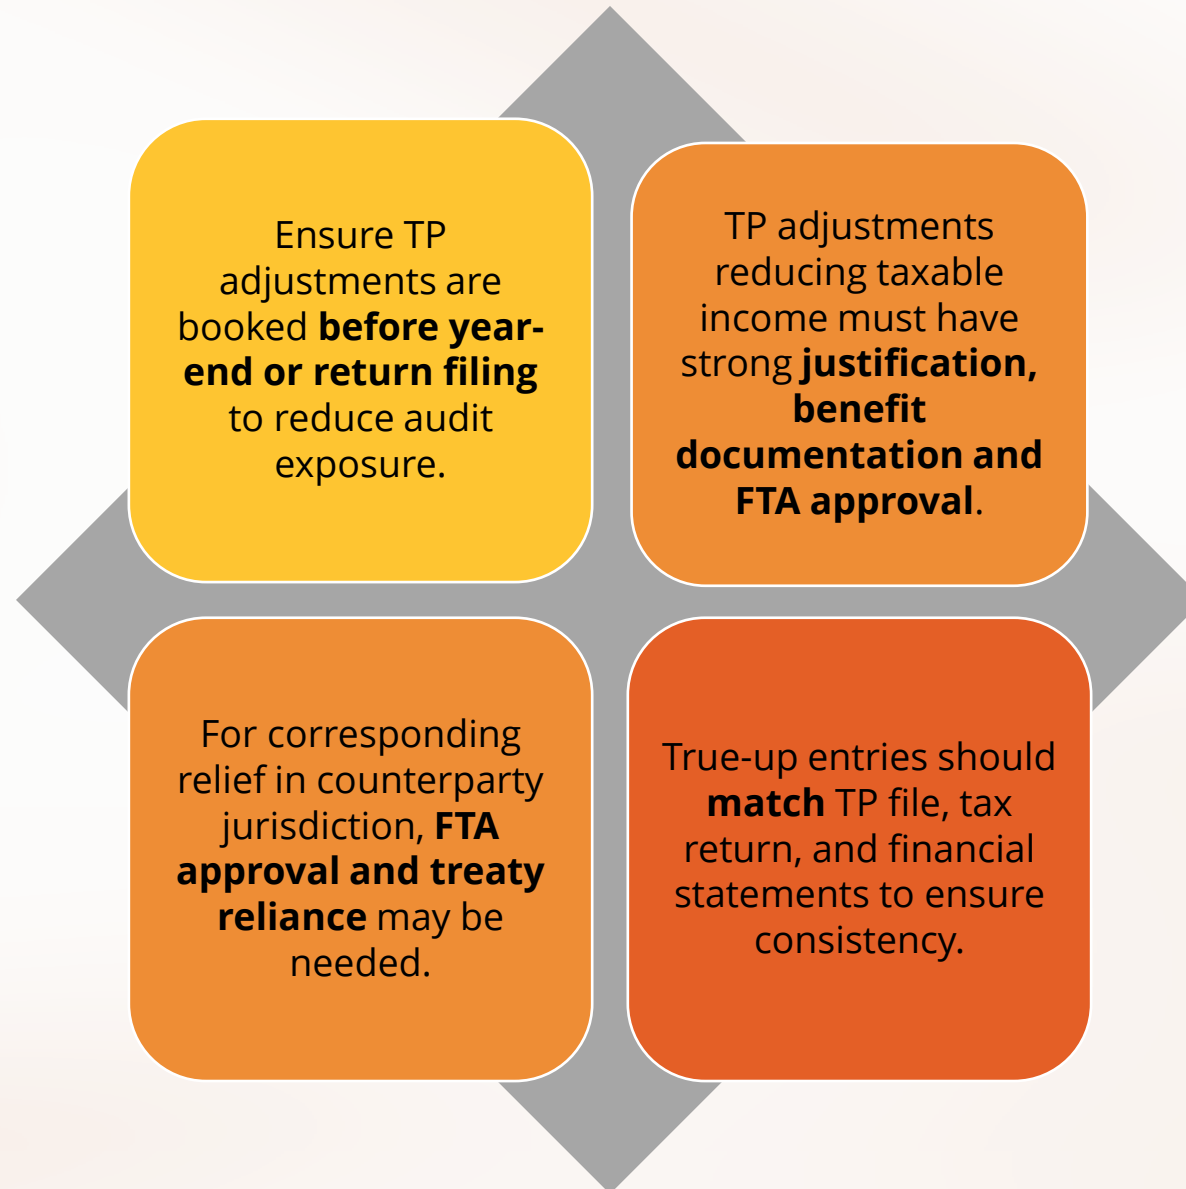 Ensure TP
adjustments are
booked before year-
end or return filing
to reduce audit
exposure.
TP adjustments
reducing taxable
income must have
strong justification,
benefit
documentation and
FTA approval.
For corresponding
relief in counterparty
jurisdiction, FTA
approval and treaty
reliance may be
needed.
True-up entries should
match TP file, tax
return, and financial
statements to ensure
consistency.